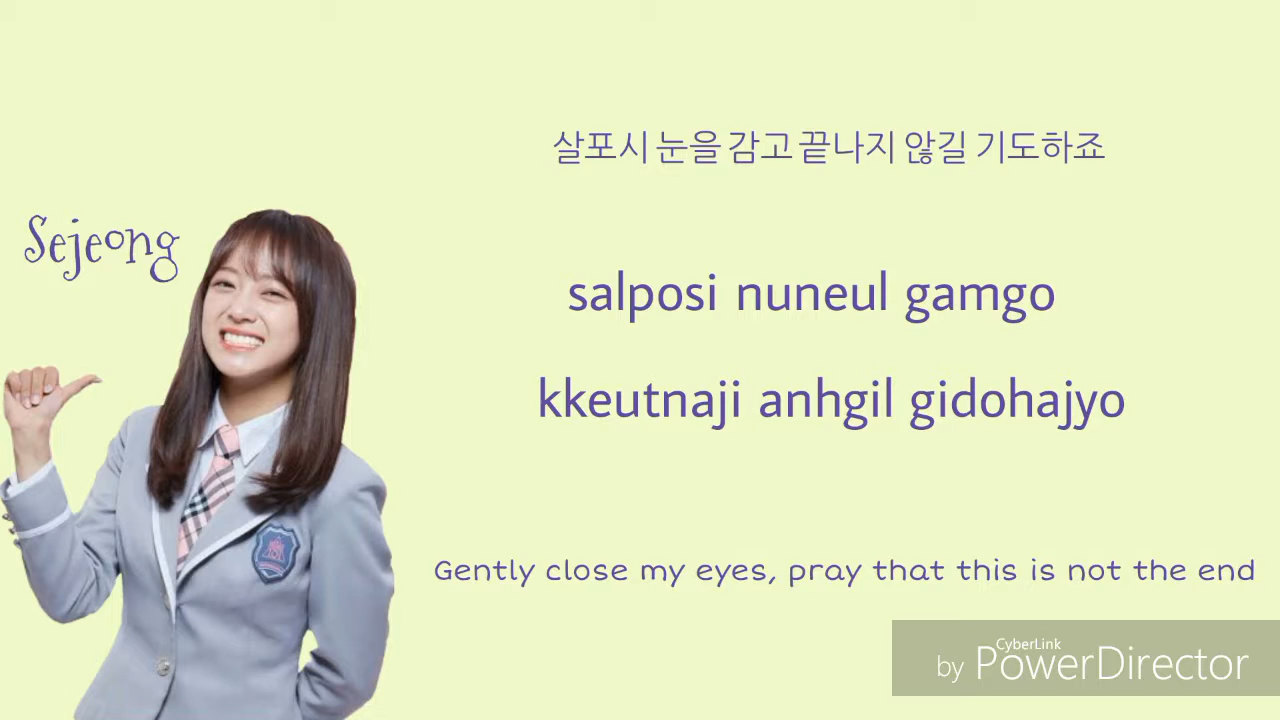 살포시 눈을 감고 끝나지 않길 기도하죠
Sejeong
salposi nuneul gamgo
kkeutnaji anhgil gidohajyo
Gently close my eyes, pray that this is not the end
CyberLink
by PowerDirector